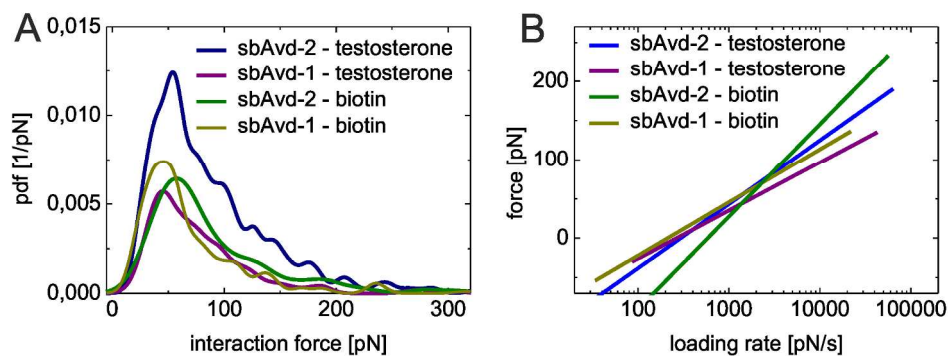 A
0,015
0,010
0,005
0,000
pdf [1/pN]
sbAvd-2 - testosterone
sbAvd-1 - testosterone
sbAvd-2 - biotin
sbAvd-1 - biotin
0 100 200 300
interaction force [pN]
B
200
100
0
force [pN]
sbAvd-2 - testosterone
sbAvd-1 - testosterone
sbAvd-2 - biotin
sbAvd-1 - biotin
100 1000 10000 100000
loading rate [pN/s]